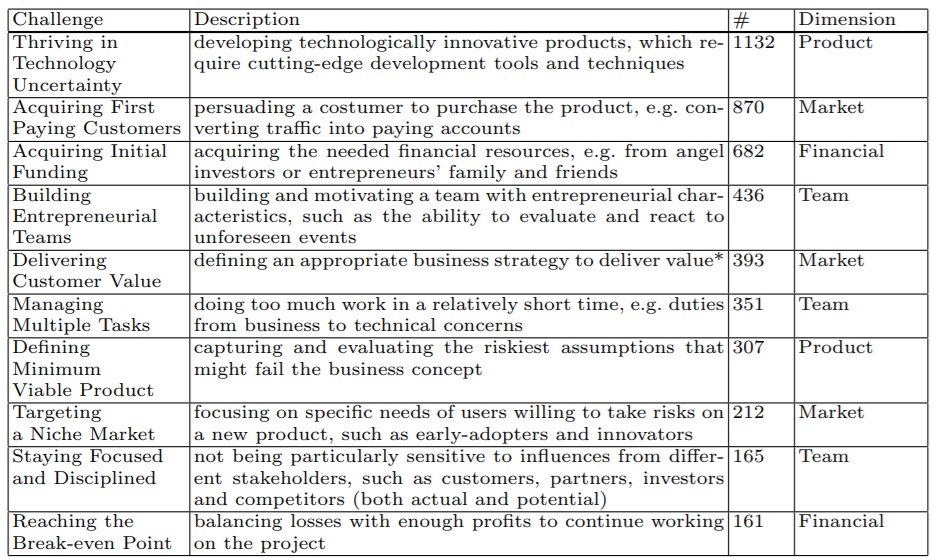 Challenge Description # Dimension
Thriving in developing technologically innovative products, which re- 1132 Product
Technology quire cutting-edge development tools and techniques
Uncertainty
Acquiring First persuading a costumer to purchase the product, e.g. con- 870 Market
Paying Customers verting traffic into paying accounts
Acquiring Initial acquiring the needed financial resources, e.g. from angel 682 Financial
Funding investors or entrepreneurs' family and friends
Building building and motivating a team with entrepreneurial char- 436 Team
Entrepreneurial acteristics, such as the ability to evaluate and react to
Teams unforeseen events
Delivering defining an appropriate business strategy to deliver value* 393 Market
Customer Value
Managing doing too much work in a relatively short time, e.g. duties 351 Team
Multiple Tasks from business to technical concerns
Defining capturing and evaluating the riskiest assumptions that 307 Product
Minimum might fail the business concept
Viable Product
Targeting focusing on specific needs of users willing to take risks on 212 Market
a Niche Market a new product, such as early-adopters and innovators
Staying Focused not being particularly sensitive to influences from differ- 165 Team
and Disciplined ent stakeholders, such as customers, partners, investors
and competitors (both actual and potential)
Reaching the balancing losses with enough profits to continue working 161 Financial
Break-even Point on the project